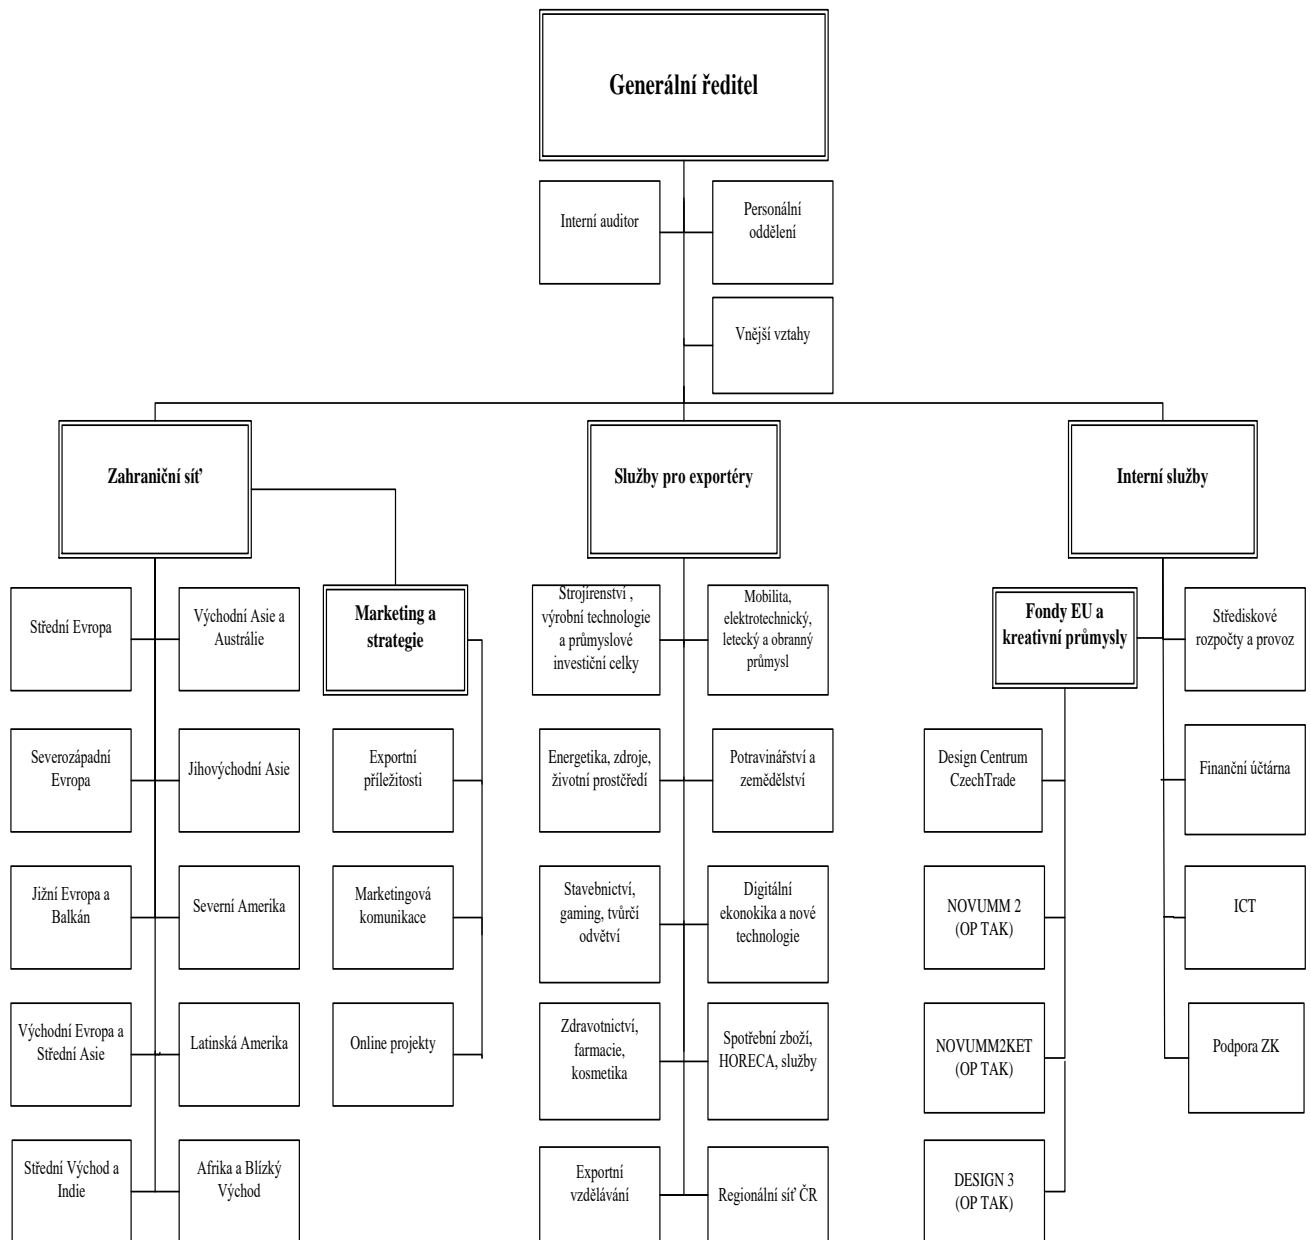 Generální ředitel
Interní auditor
Personální
oddělení
Vnější vztahy
Zahraniční síť
Služby pro exportéry
Interní služby
Střední Evropa
Východní Asie a
Austrálie
Marketing a
strategie
Strojírenství ,
výrobní technologie
a průmyslové
investiční celky
Mobilita,
elektrotechnický,
letecký a obranný
průmysl
Fondy EU a
kreativní průmysly
Střediskové
rozpočty a provoz
Severozápadní
Evropa
Jihovýchodní Asie
Exportní
příležitosti
Energetika, zdroje,
životní prostčředí
Potravinářství a
zemědělství
Design Centrum
CzechTrade
Finanční účtárna
Jižní Evropa a
Balkán
Severní Amerika
Marketingová
komunikace
Stavebnictví,
gaming, tvůrčí
odvětví
Digitální
ekonokika a nové
technologie
NOVUMM 2
(OP TAK)
ICT
Východní Evropa a
Střední Asie
Latinská Amerika
Online projekty
Zdravotnictví,
farmacie,
kosmetika
Spotřební zboží,
HORECA, služby
NOVUMM2KET
(OP TAK)
Podpora ZK
Střední Východ a
Indie
Afrika a Blízký
Východ
Exportní
vzdělávání
Regionální síť ČR
DESIGN 3
(OP TAK)